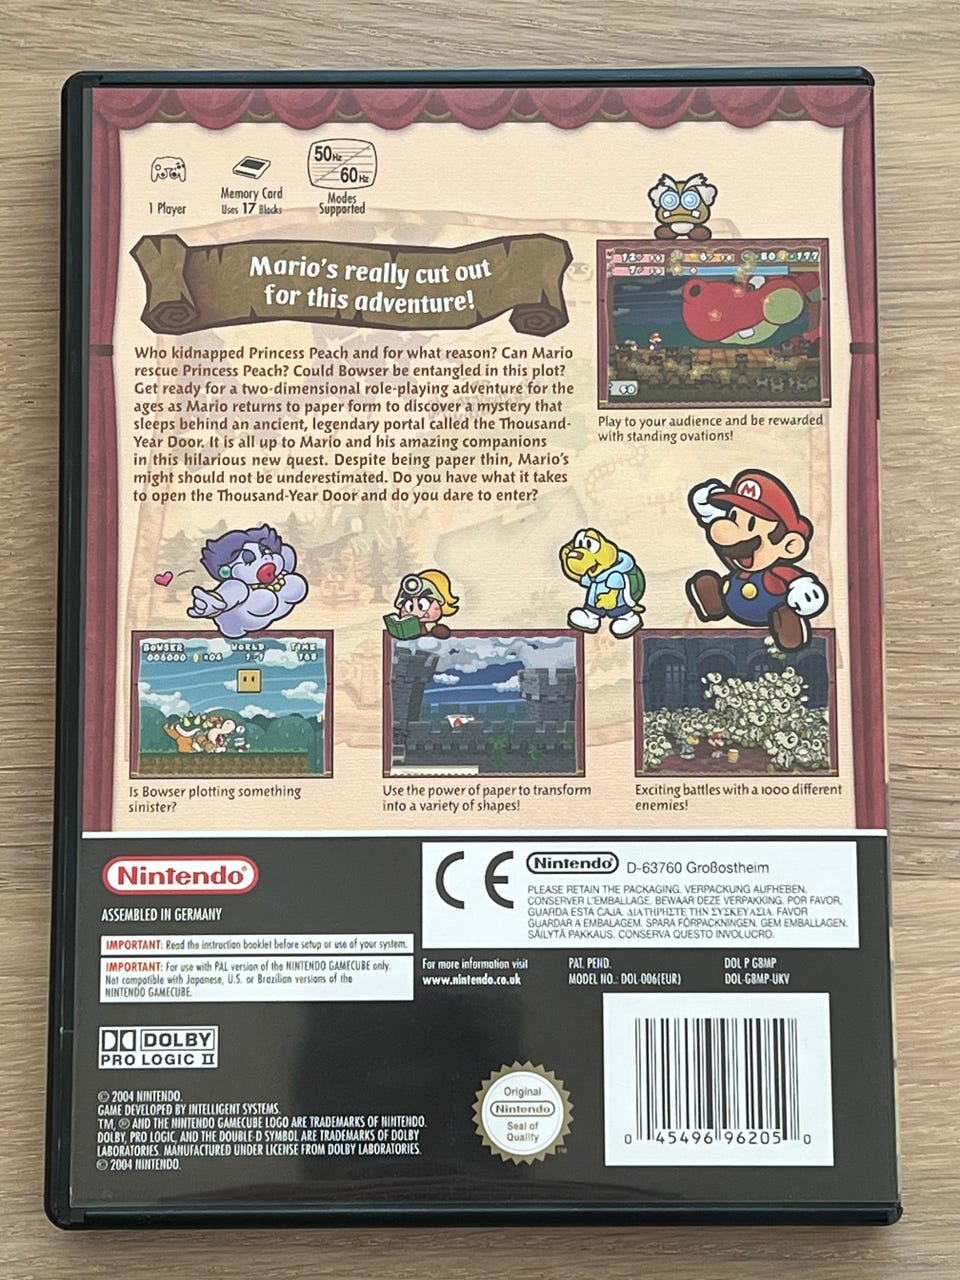 50Hz
60Hz
1 Player
Memory Card
Uses 17 Blocks
Modes
Supported
Mario's really cut out
for this adventure!
Who kidnapped Princess Peach and for what reason? Can Mario
rescue Princess Peach? Could Bowser be entangled in this plot?
Get ready for a two-dimensional role-playing adventure for the
ages as Mario returns to paper form to discover a mystery that
sleeps behind an ancient, legendary portal called the Thousand-
Year Door. It is all up to Mario and his amazing companions
in this hilarious new quest. Despite being paper thin, Mario's
might should not be underestimated. Do you have what it takes
to open the Thousand-Year Door and do you dare to enter?
Play to your audience and be rewarded
with standing ovations!
M
BOWSER
WORLD
TIME
006000
1-1
168
Is Bowser plotting something
sinister?
Use the power of paper to transform
into a variety of shapes!
Exciting battles with a 1000 different
enemies!
Nintendo®
ASSEMBLED IN GERMANY
IMPORTANT: Read the instruction booklet before setup or use of your system.
IMPORTANT: For use with PAL version of the NINTENDO GAMECUBE only.
Not compatible with Japanese, U.S. or Brazilian versions of the
NINTENDO GAMECUBE.
CE
Nintendo® D-63760 Großostheim
PLEASE RETAIN THE PACKAGING. VERPACKUNG AUFHEBEN.
CONSERVER L'EMBALLAGE. BEWAAR DEZE VERPAKKING. POR FAVOR,
GUARDA ESTA CAJA. ΔΙΑΤΗΡΗΣΤΕ ΤΗΝ ΣΥΣΚΕΥΑΣΙΑ. FAVOR
GUARDAR A EMBALAGEM. SPARA FÖRPACKNINGEN. GEM EMBALLAGEN.
SÄILYTÄ PAKKAUS. CONSERVA QUESTO INVOLUCRO.
For more information visit
www.nintendo.co.uk
PAT. PEND.
MODEL NO.: DOL-006(EUR)
DOL P G8MP
DOL-G8MP-UKV
DOLBY
PRO LOGIC II
© 2004 NINTENDO.
GAME DEVELOPED BY INTELLIGENT SYSTEMS.
TM, ® AND THE NINTENDO GAMECUBE LOGO ARE TRADEMARKS OF NINTENDO.
DOLBY, PRO LOGIC, AND THE DOUBLE-D SYMBOL ARE TRADEMARKS OF DOLBY
LABORATORIES. MANUFACTURED UNDER LICENSE FROM DOLBY LABORATORIES.
© 2004 NINTENDO.
Original
Nintendo®
Seal of
Quality
TM
0 45496 96205 0